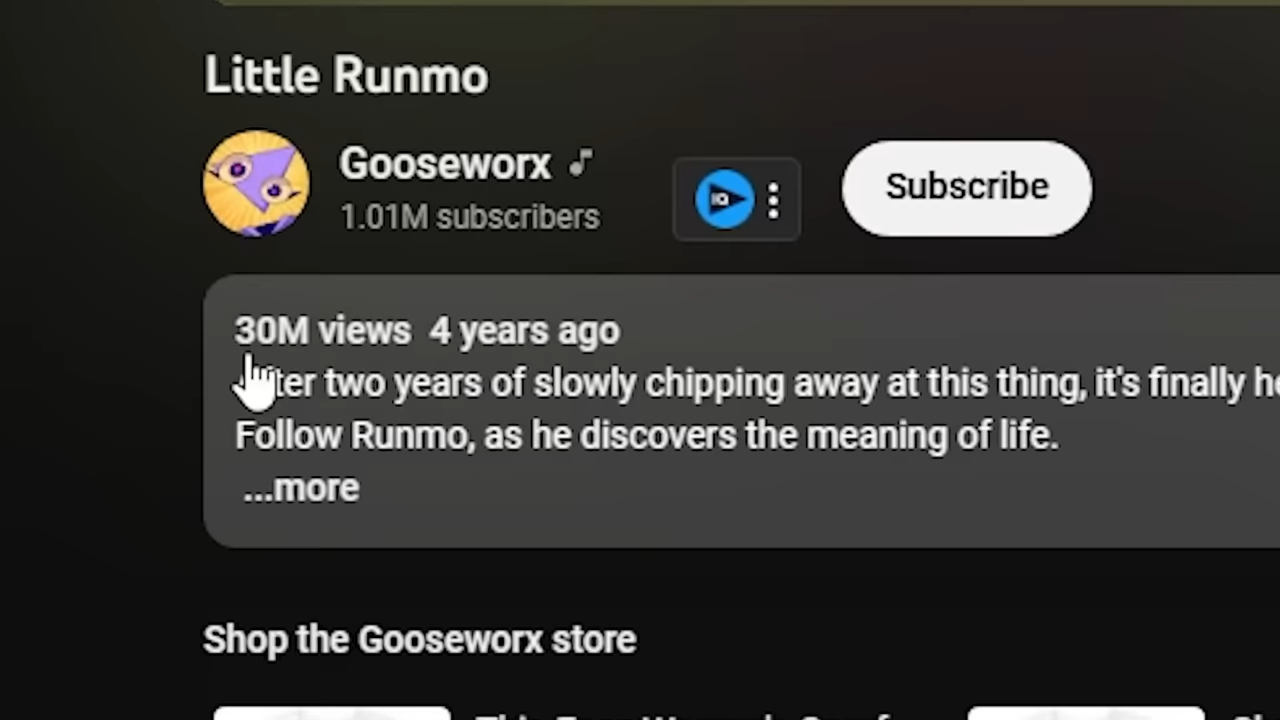 Little Runmo
Gooseworx
1.01M subscribers
IQ
Subscribe
30M views 4 years ago
two years of slowly chipping away at this thing, it's finally
Follow Runmo, as he discovers the meaning of life.
...more
Shop the Gooseworx store